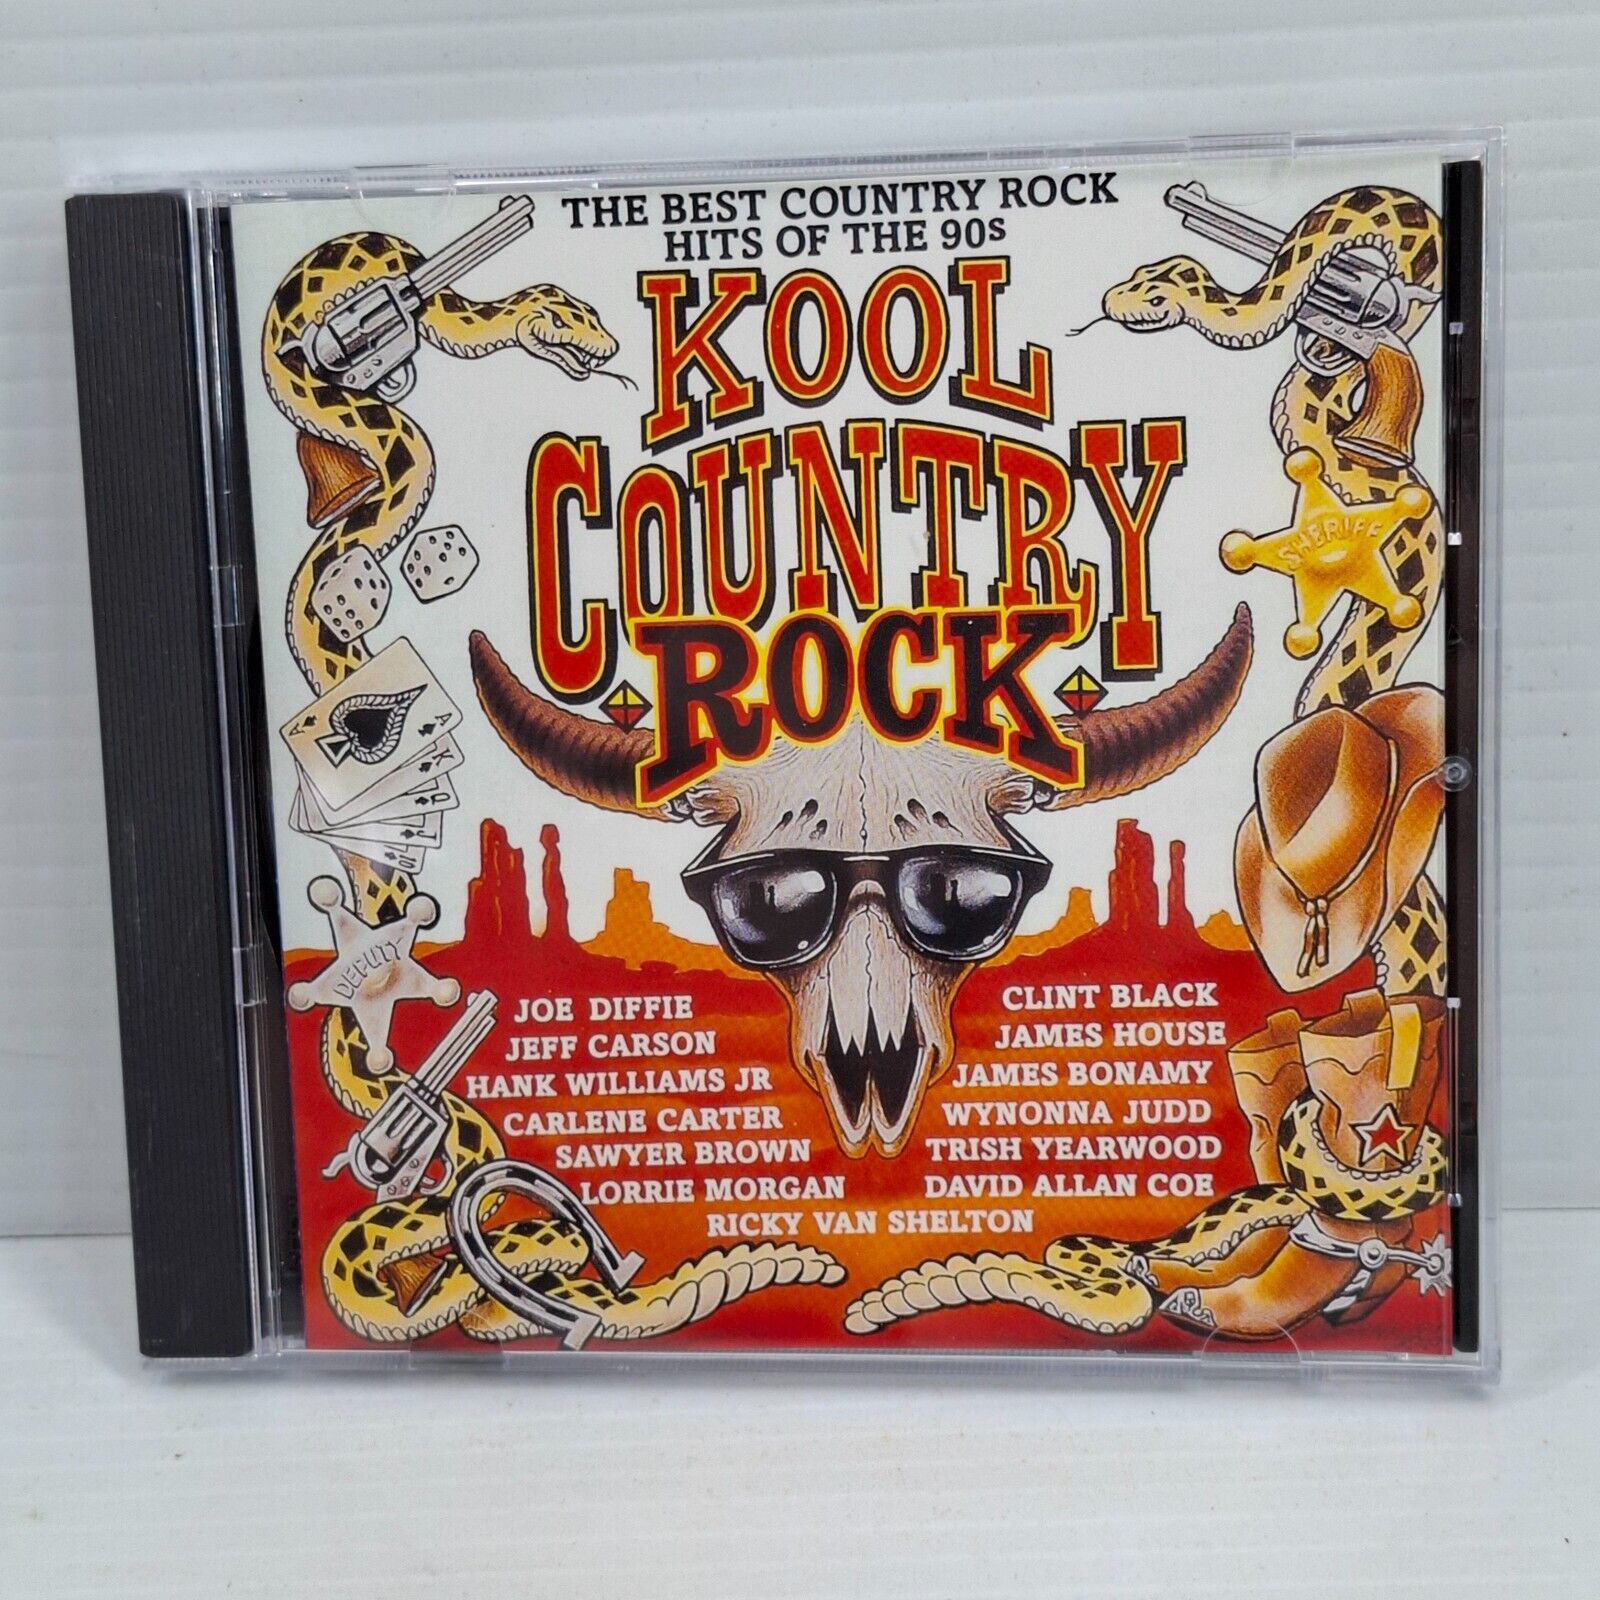 THE BEST COUNTRY ROCK
HITS OF THE 90s
KOOL
COUNTRY
ROCK
SHERIFF
A
A
K
Q
J
10
DEPUTY
JOE DIFFIE
JEFF CARSON
HANK WILLIAMS JR
CARLENE CARTER
SAWYER BROWN
LORRIE MORGAN
CLINT BLACK
JAMES HOUSE
JAMES BONAMY
WYNONNA JUDD
TRISH YEARWOOD
DAVID ALLAN COE
RICKY VAN SHELTON